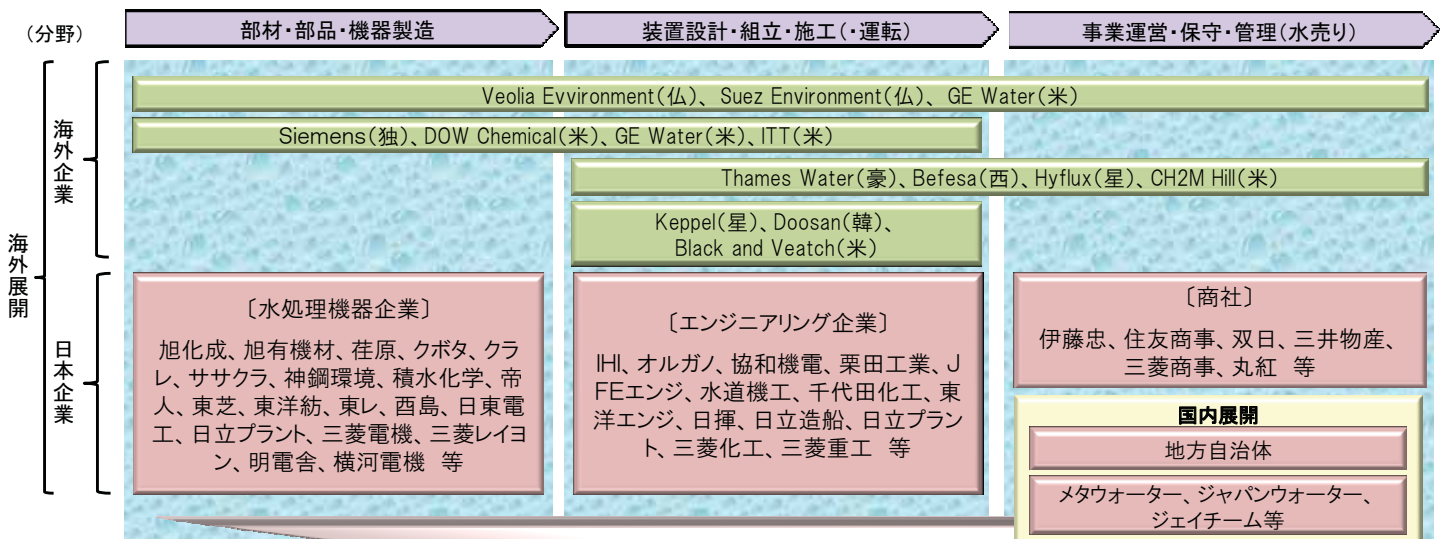 (分野)
部材・部品・機器製造
装置設計・組立・施工(・運転)
事業運営・保守・管理(水売り)
海外展開
海外企業
Veolia Evvironment(仏)、 Suez Environment(仏)、 GE Water(米)
Siemens(独)、DOW Chemical(米)、GE Water(米)、ITT(米)
Thames Water(豪)、Befesa(西)、Hyflux(星)、CH2M Hill(米)
Keppel(星)、Doosan(韓)、
Black and Veatch(米)
日本企業
〔水処理機器企業〕
旭化成、旭有機材、荏原、クボタ、クラ
レ、ササクラ、神鋼環境、積水化学、帝
人、東芝、東洋紡、東レ、酉島、日東電
工、日立プラント、三菱電機、三菱レイヨ
ン、明電舎、横河電機 等
〔エンジニアリング企業〕
IHI、オルガノ、協和機電、栗田工業、J
FEエンジ、水道機工、千代田化工、東
洋エンジ、日揮、日立造船、日立プラン
ト、三菱化工、三菱重工 等
〔商社〕
伊藤忠、住友商事、双日、三井物産、
三菱商事、丸紅 等
国内展開
地方自治体
メタウォーター、ジャパンウォーター、
ジェイチーム等